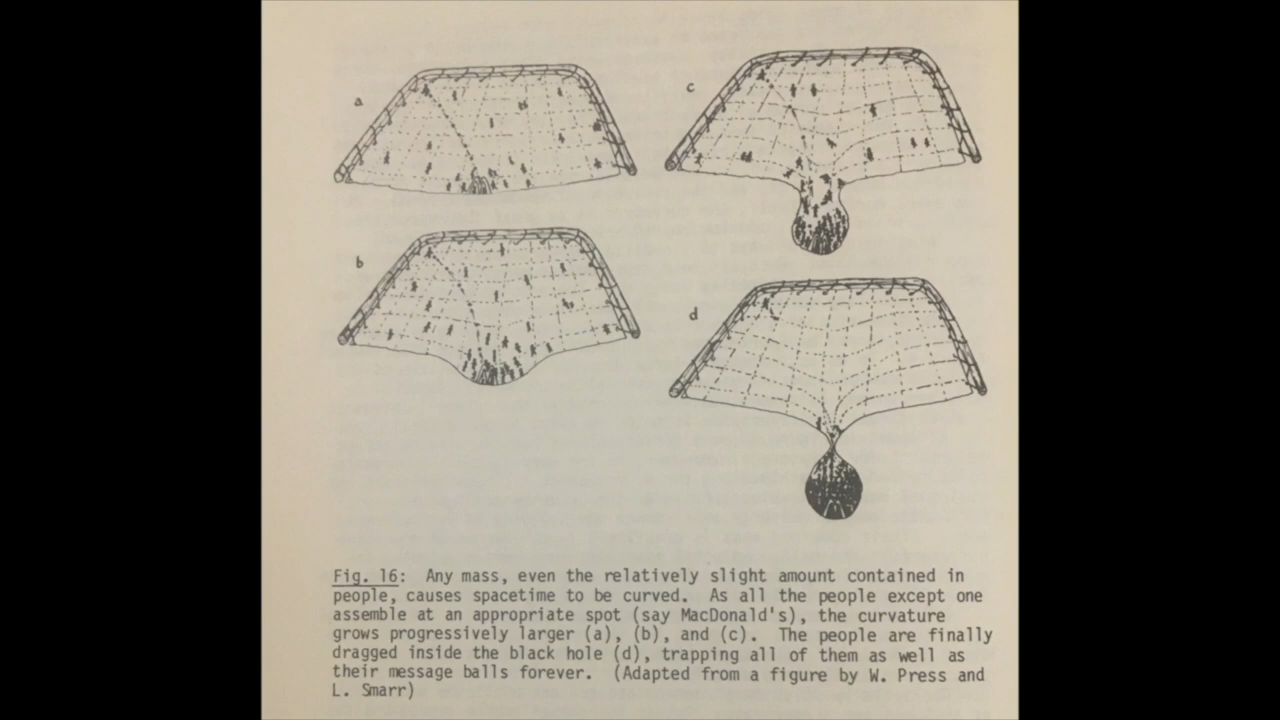 a
c
b
d
Fig. 16: Any mass, even the relatively slight amount contained in
people, causes spacetime to be curved. As all the people except one
assemble at an appropriate spot (say MacDonald's), the curvature
grows progressively larger (a), (b), and (c). The people are finally
dragged inside the black hole (d), trapping all of them as well as
their message balls forever. (Adapted from a figure by W. Press and
L. Smarr)